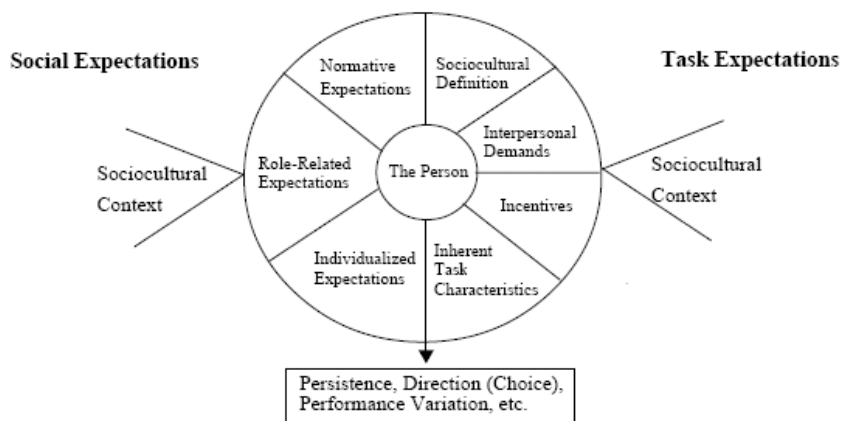 Social Expectations
Task Expectations
Normative
Expectations
Sociocultural
Definition
Interpersonal
Demands
Role-Related
Expectations
The Person
Sociocultural
Context
Sociocultural
Context
Incentives
Individualized
Expectations
Inherent
Task
Characteristics
Persistence, Direction (Choice),
Performance Variation, etc.